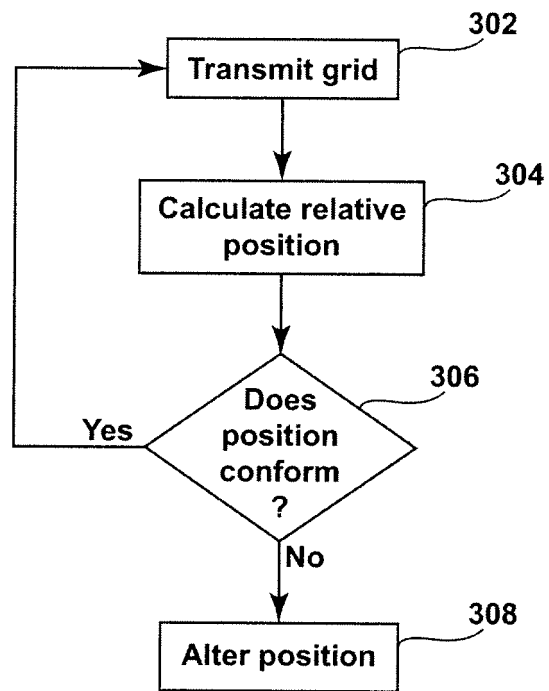 302
Transmit grid
304
Calculate relative
position
306
Does
position
conform
?
Yes
No
308
Alter position